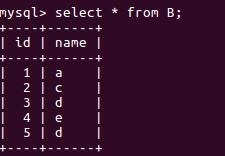 mysql> select * from B;
+----+------+
| id | name |
+----+------+
|  1 | a    |
|  2 | c    |
|  3 | d    |
|  4 | e    |
|  5 | d    |
+----+------+